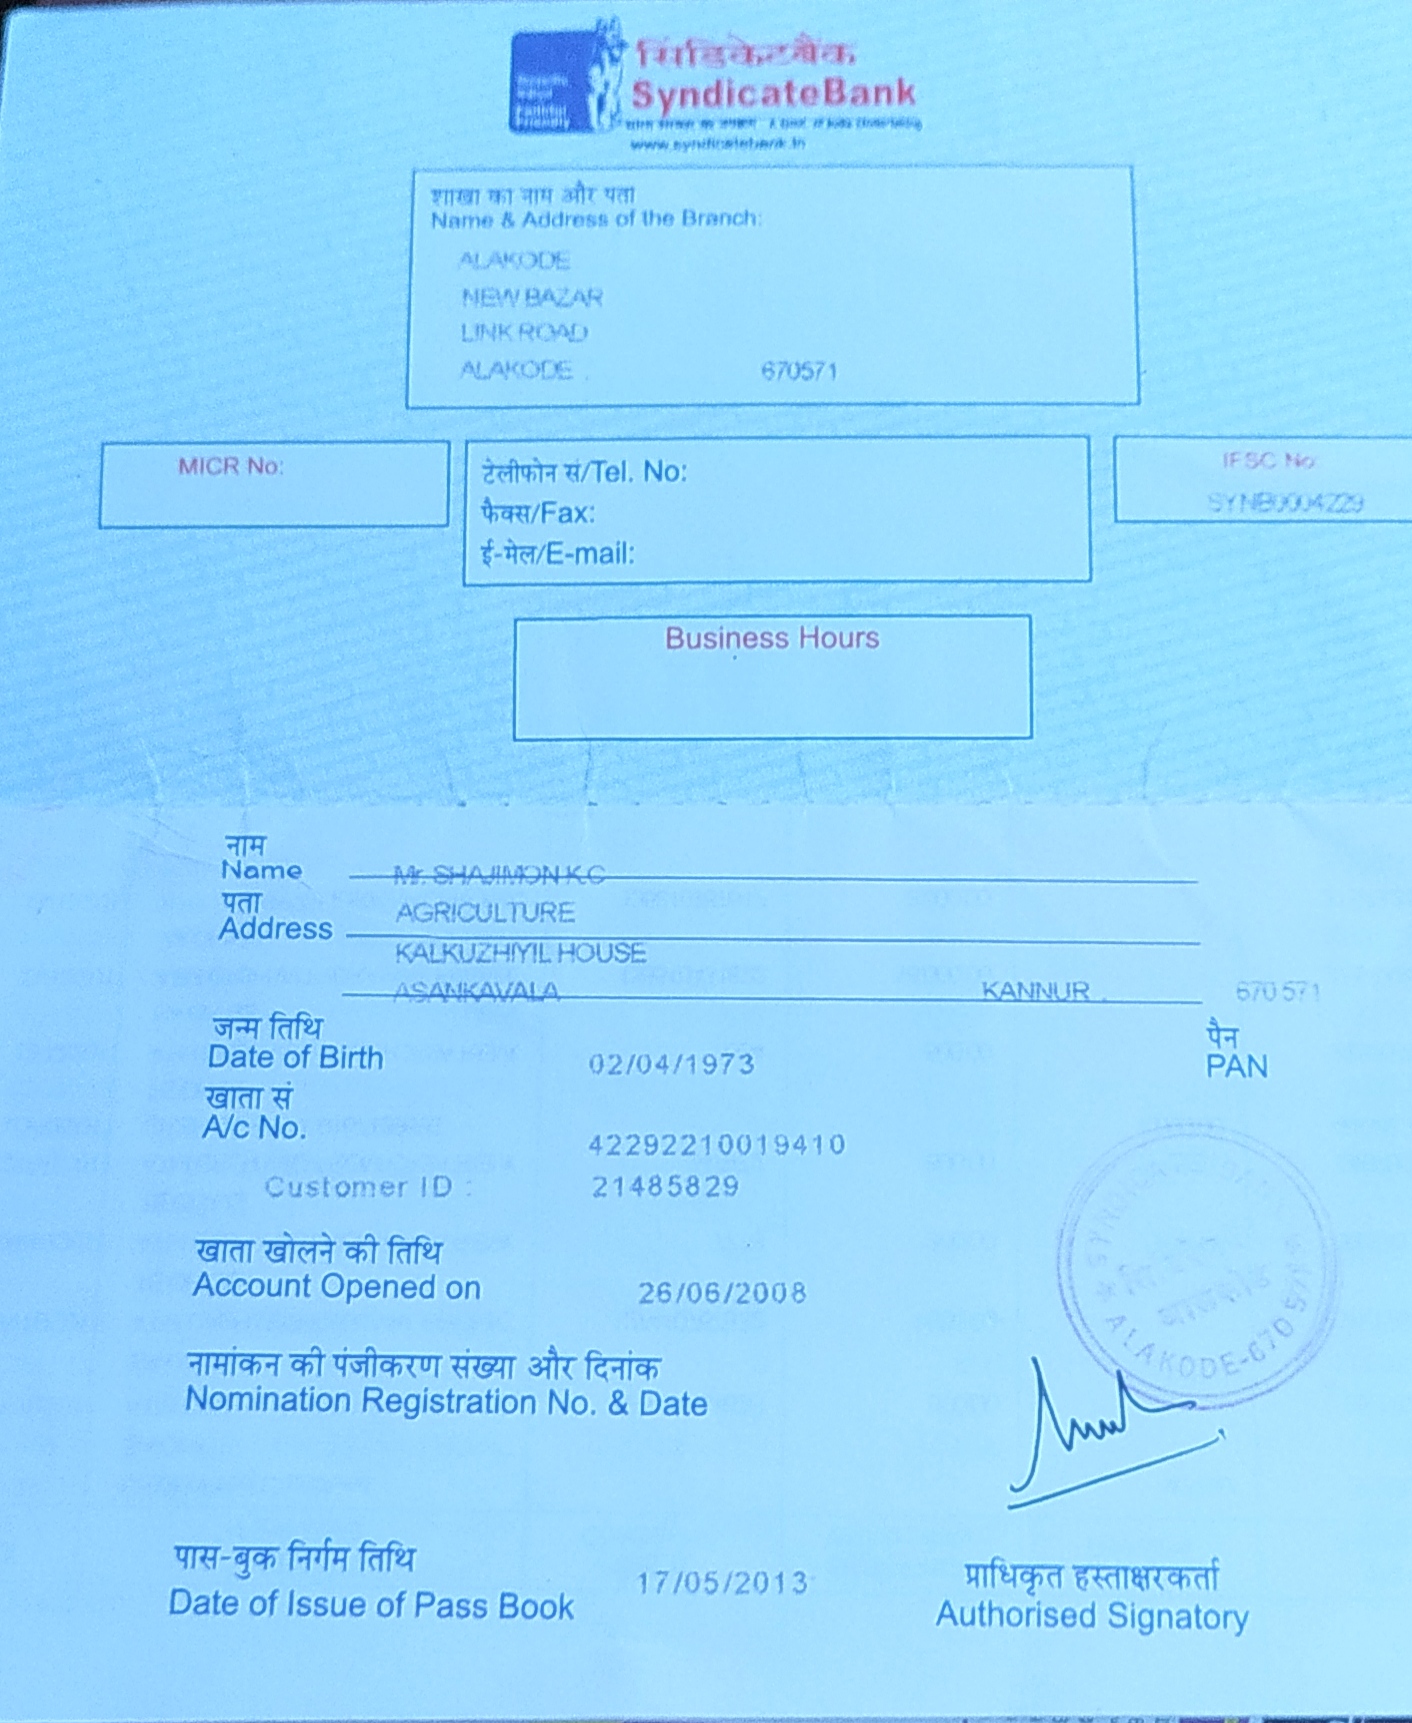 सिंडिकेटबैंक
SyndicateBank
www.syndicatebank.in
शाखा का नाम और पता
Name & Address of the Branch:
ALAKODE
NEW BAZAR
LINK ROAD
ALAKODE . 670571
MICR No:
टेलीफोन सं/Tel. No:
फैक्स/Fax:
ई-मेल/E-mail:
IFSC No
SYNB0004229
Business Hours
नाम
Name Mr. SHAJIMON K C
पता
Address AGRICULTURE
KALKUZHIYIL HOUSE
ASANKAVALA KANNUR . 670 571
जन्म तिथि
Date of Birth 02/04/1973
पैन
PAN
खाता सं
A/c No. 42292210019410
Customer ID : 21485829
खाता खोलने की तिथि
Account Opened on 26/06/2008
SYNDICATE BANK
ALAKODE-670 571
नामांकन की पंजीकरण संख्या और दिनांक
Nomination Registration No. & Date
पास-बुक निर्गम तिथि
Date of Issue of Pass Book 17/05/2013
प्राधिकृत हस्ताक्षरकर्ता
Authorised Signatory